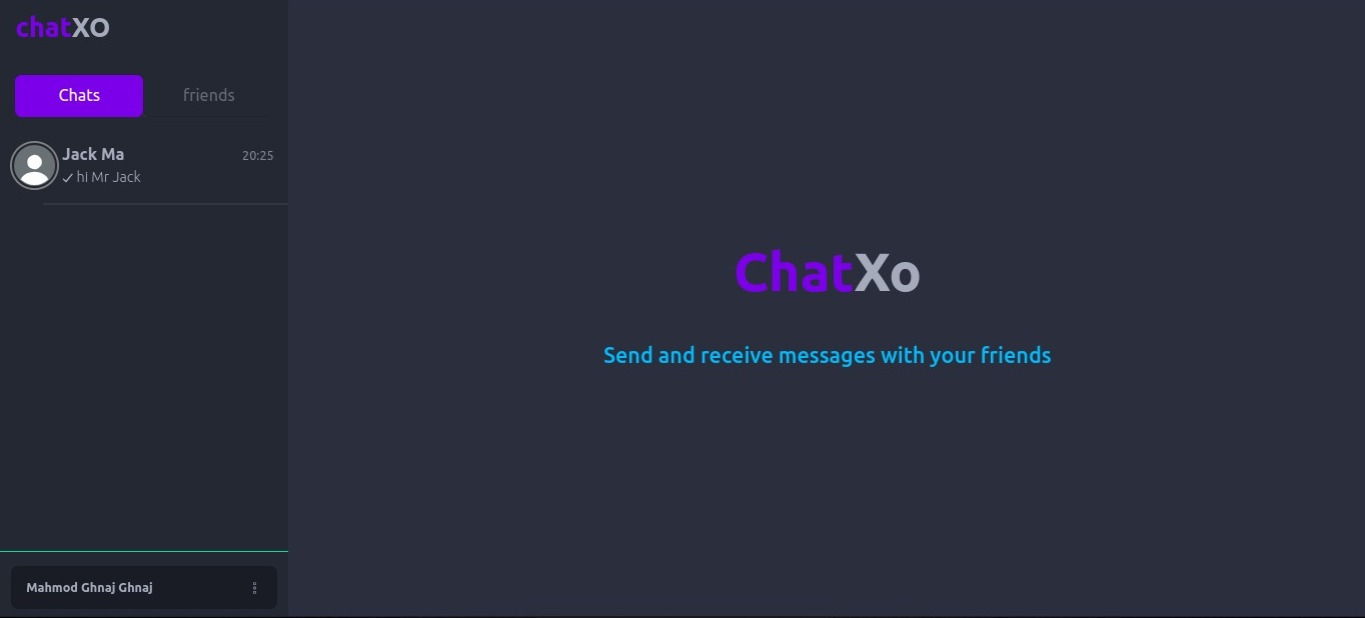 chatXO
Chats friends
Jack Ma 20:25
✓ hi Mr Jack
ChatXo
Send and receive messages with your friends
Mahmod Ghnaj Ghnaj